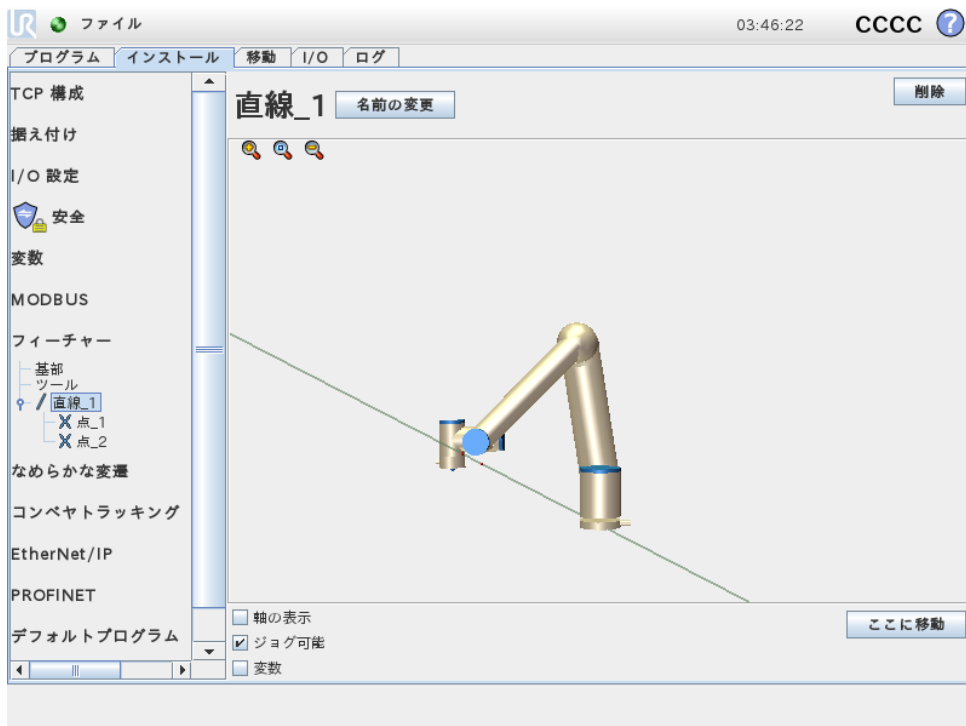 UR ファイル 03:46:22 CCCC ?
プログラム インストール 移動 I/O ログ
TCP 構成
据え付け
I/O 設定
安全
変数
MODBUS
フィーチャー
基部
ツール
直線_1
点_1
点_2
なめらかな変遷
コンベヤトラッキング
EtherNet/IP
PROFINET
デフォルトプログラム
直線_1 名前の変更 削除
軸の表示
ジョグ可能
変数
ここに移動